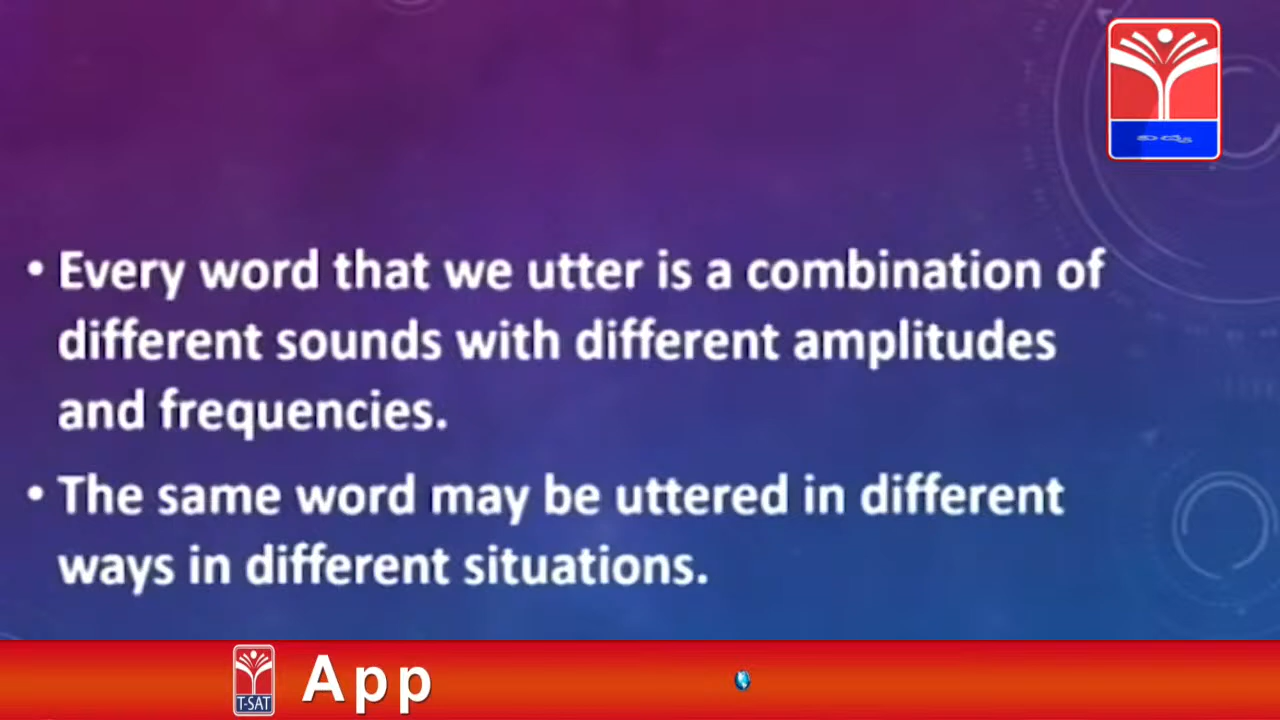 • Every word that we utter is a combination of
different sounds with different amplitudes
and frequencies.
• The same word may be uttered in different
ways in different situations.
T-SAT
App